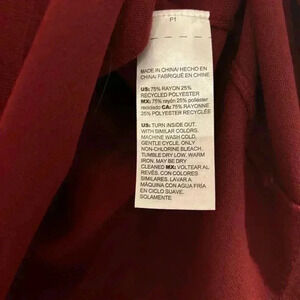 P1
MADE IN CHINA/ HECHO EN
CHINA/ FABRIQUÉ EN CHINE
US: 75% RAYON 25%
RECYCLED POLYESTER
MX: 75% rayón 25% poliéster
reciclado CA: 75% RAYONNE
25% POLYESTER RECYCLÉ
US: TURN INSIDE OUT,
WITH SIMILAR COLORS.
MACHINE WASH COLD,
GENTLE CYCLE, ONLY
NON-CHLORINE BLEACH,
TUMBLE DRY LOW, WARM
IRON, MAY BE DRY
CLEANED MX: VOLTEAR AL
REVÉS. CON COLORES
SIMILARES. LAVAR A
MÁQUINA CON AGUA FRÍA
EN CICLO SUAVE.
SOLAMENTE